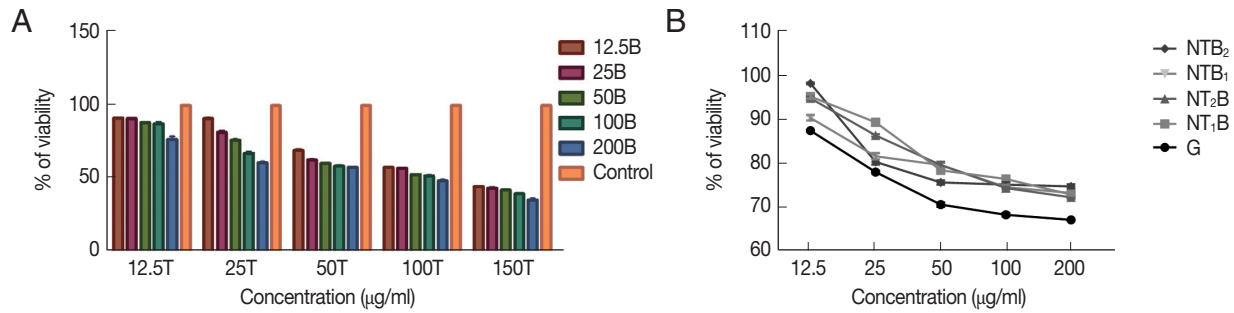 A
150
100
50
0
% of viability
12.5T 25T 50T 100T 150T
Concentration (μg/ml)
12.5B
25B
50B
100B
200B
Control
B
100
90
80
70
60
% of viability
12.5 25 50 100 200
Concentration (μg/ml)
NTB₂
NTB₁
NT₂B
NT₁B
G